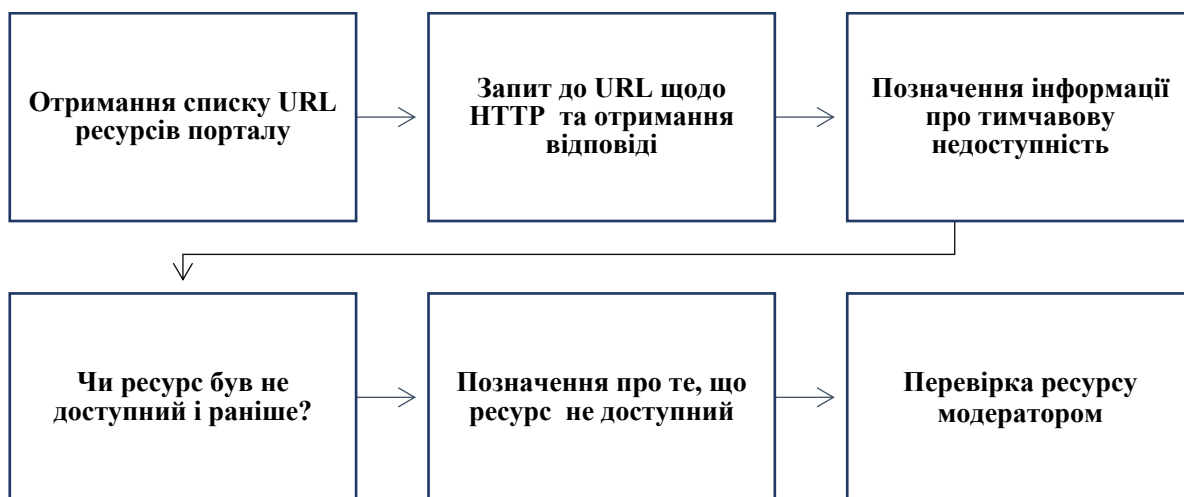 Отримання списку URL
ресурсів порталу
Запит до URL щодо
HTTP та отримання
відповіді
Позначення інформації
про тимчавову
недоступність
Чи ресурс був не
доступний і раніше?
Позначення про те, що
ресурс не доступний
Перевірка ресурсу
модератором